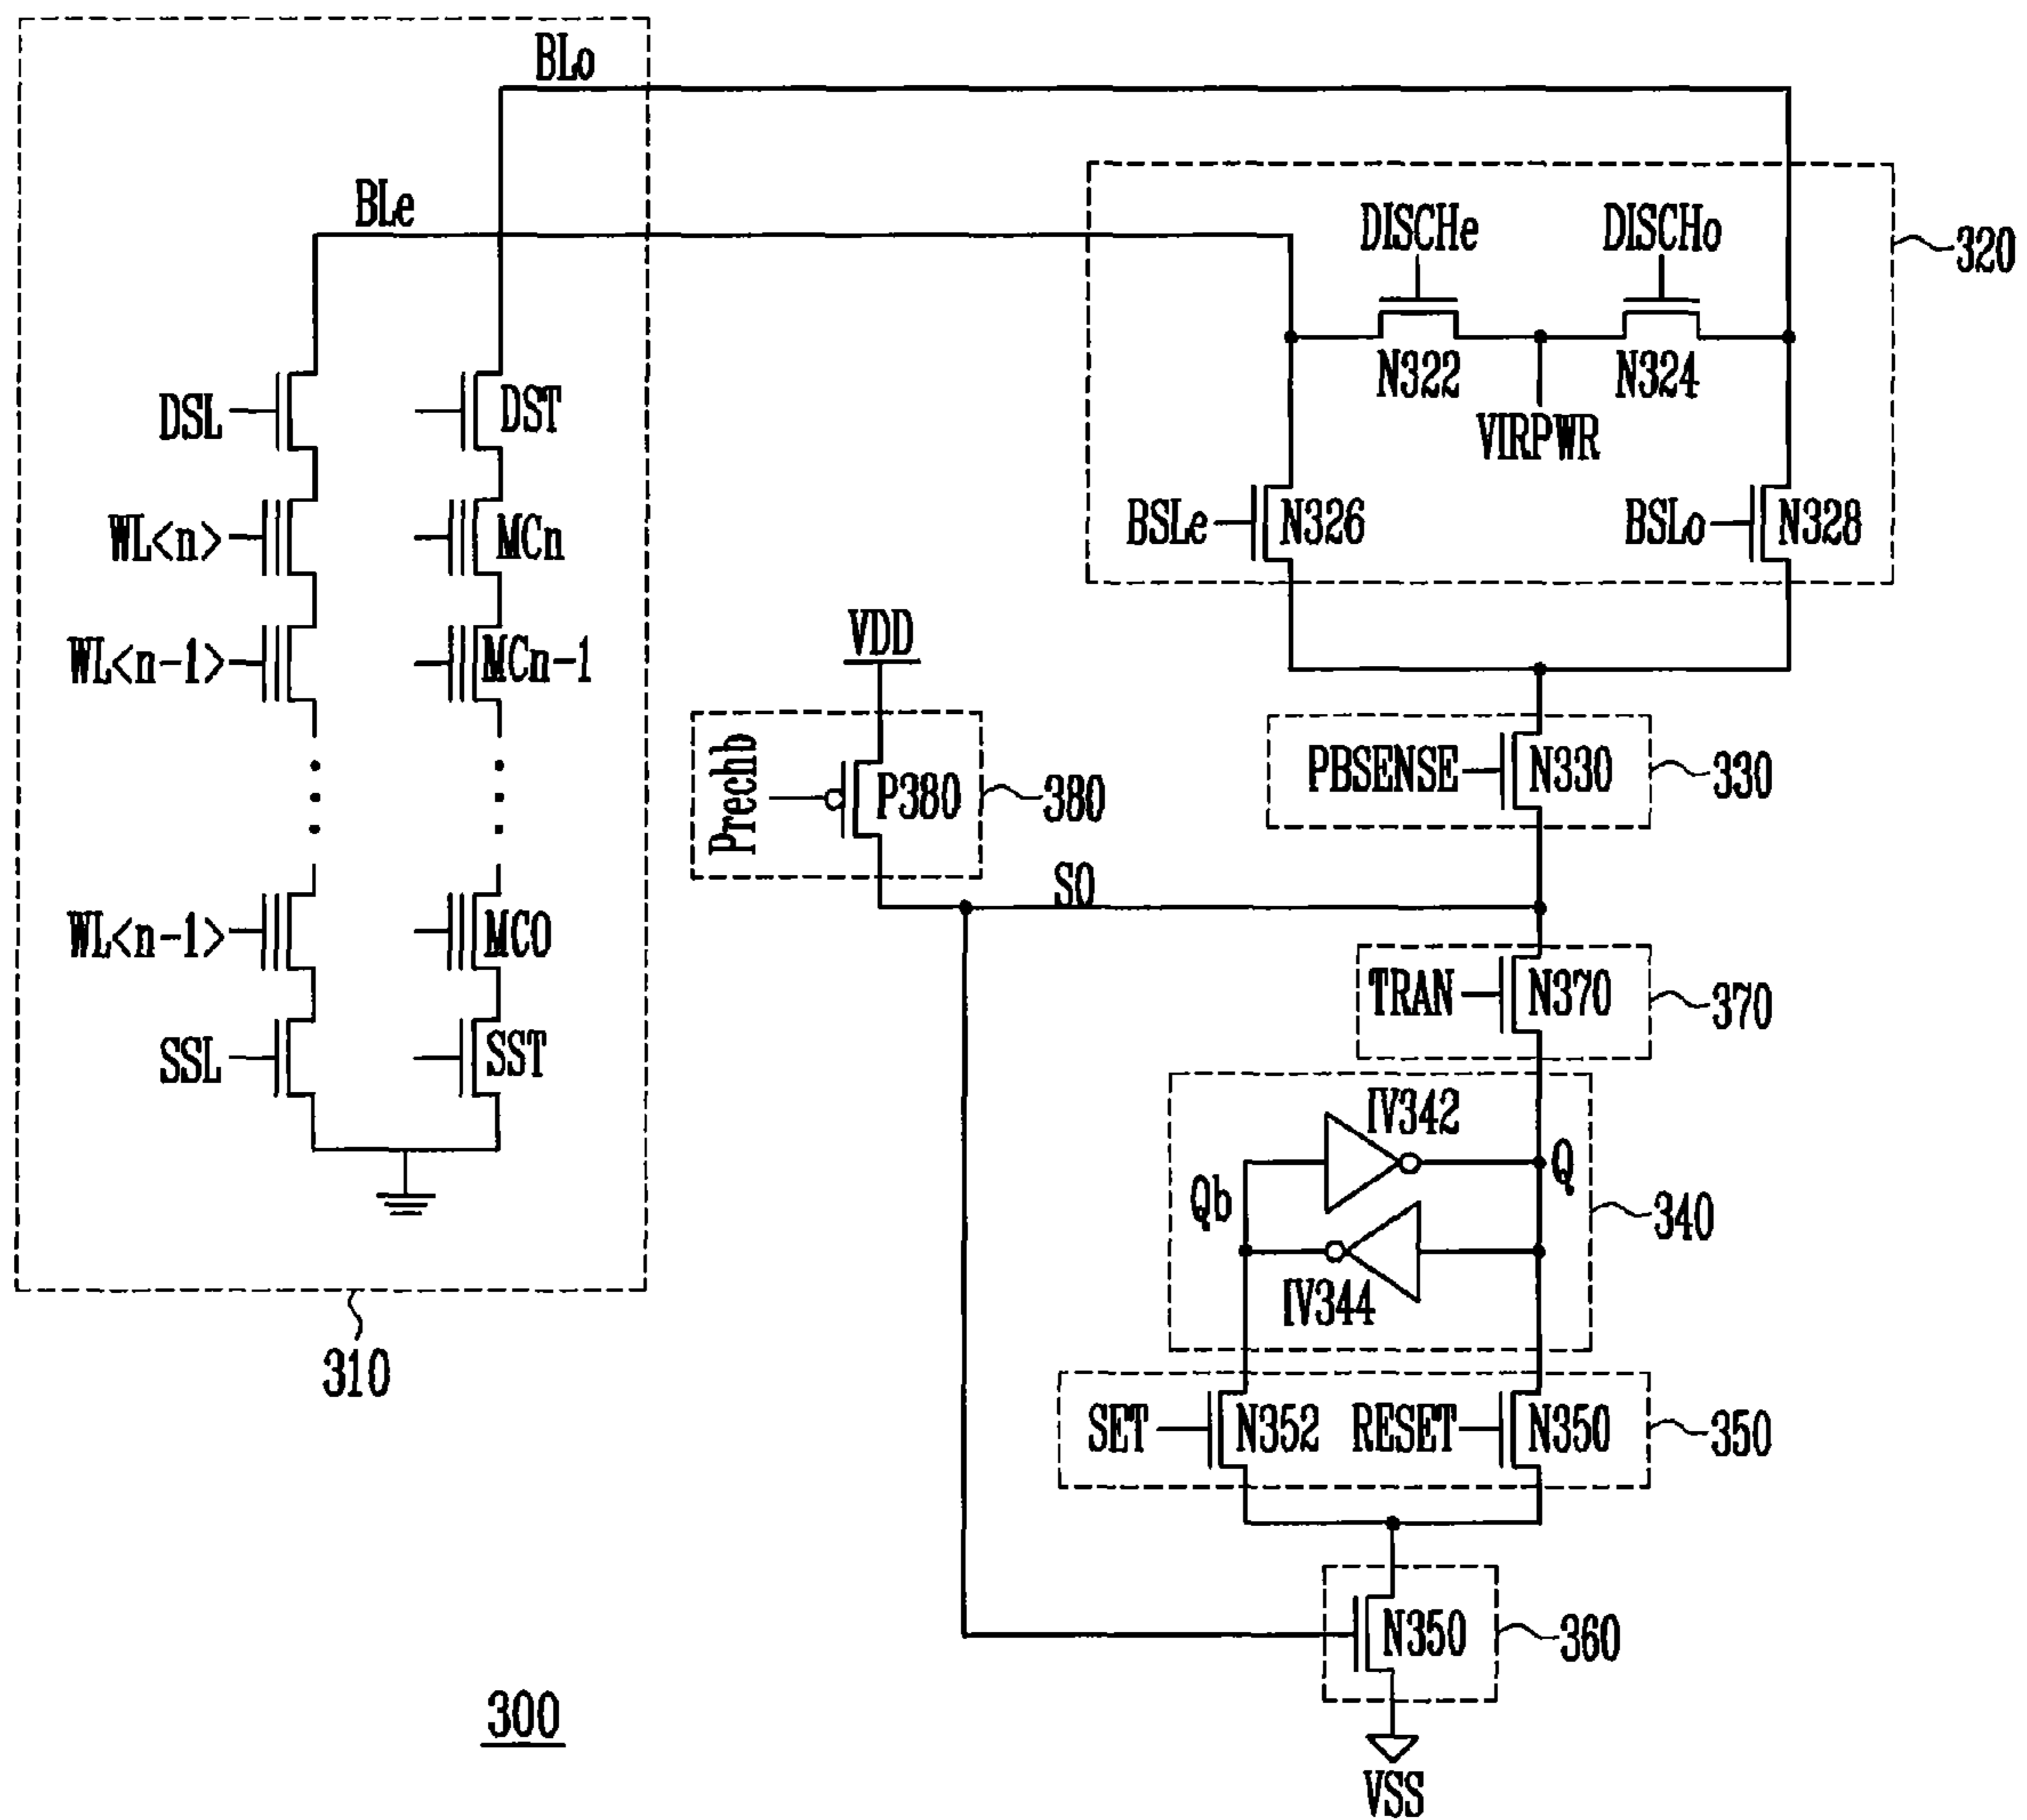 BLo
BLe
DISCHe
DISCHo
320
N322
N324
VIRPWR
DSL
DST
BSLe
N326
BSLo
N328
WL<n>
MCn
WL<n-1>
MCn-1
VDD
Prechb
P380
380
PBSENSE
N330
330
SO
WL<n-1>
MC0
TRAN
N370
370
SSL
SST
IV342
Qb
Q
340
IV344
310
SET
N352
RESET
N350
350
N350
360
300
VSS